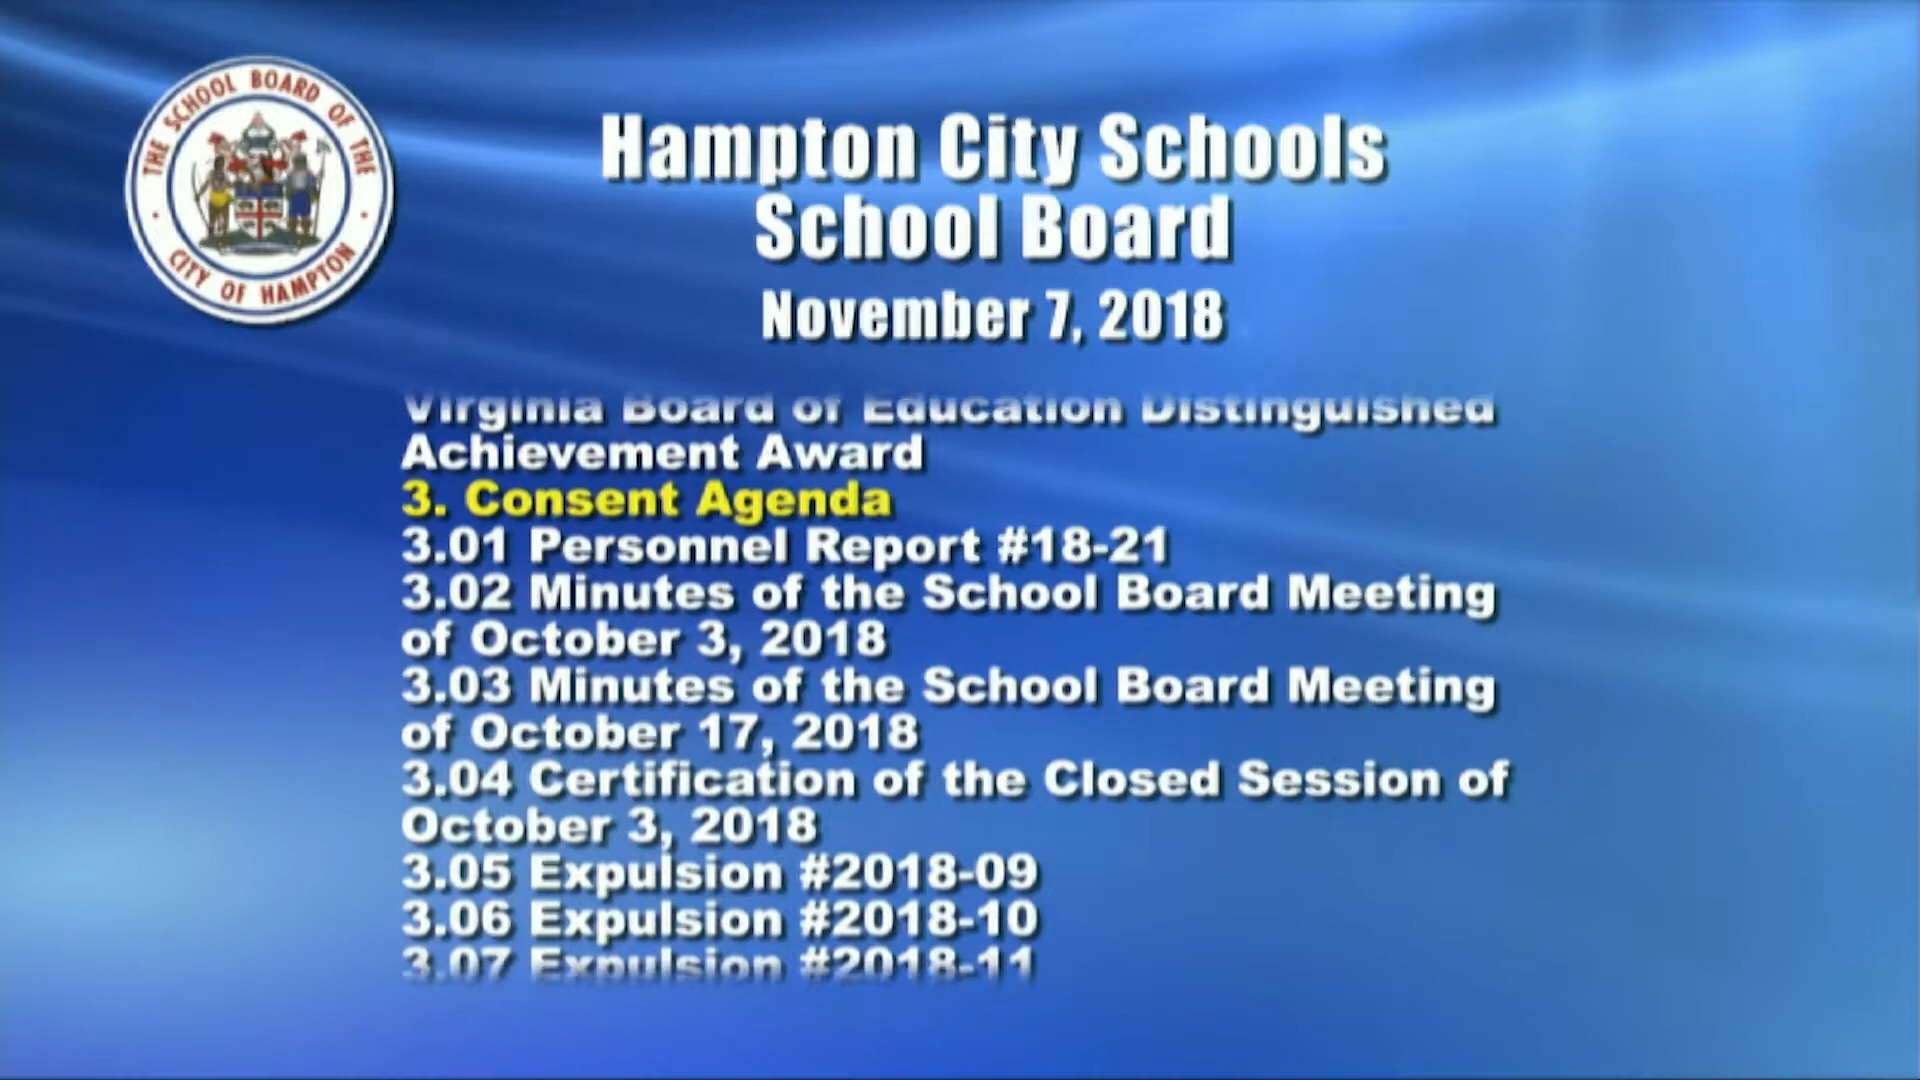 THE SCHOOL BOARD OF THE
CITY OF HAMPTON
Hampton City Schools
School Board
November 7, 2018
Virginia Board of Education Distinguished
Achievement Award
3. Consent Agenda
3.01 Personnel Report #18-21
3.02 Minutes of the School Board Meeting
of October 3, 2018
3.03 Minutes of the School Board Meeting
of October 17, 2018
3.04 Certification of the Closed Session of
October 3, 2018
3.05 Expulsion #2018-09
3.06 Expulsion #2018-10
3.07 Expulsion #2018-11